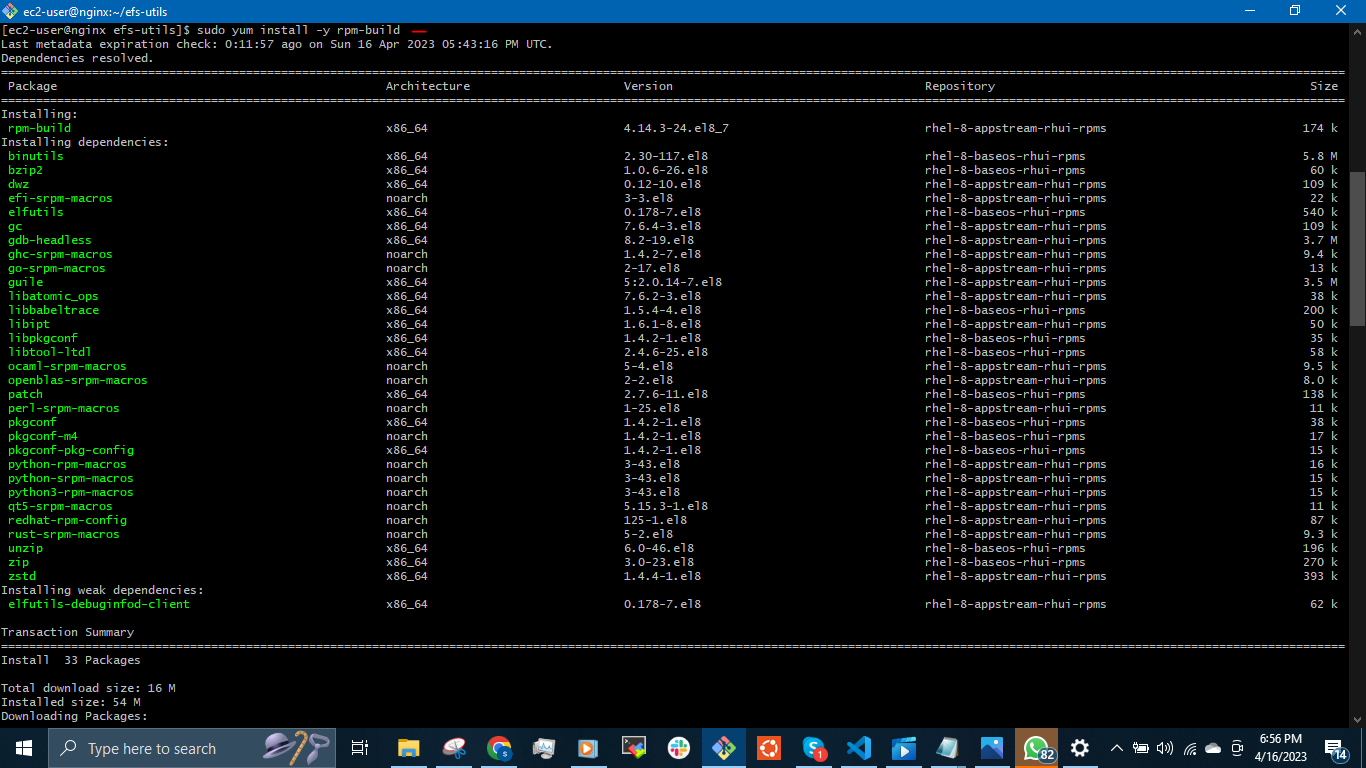 ec2-user@nginx:~/efs-utils
[ec2-user@nginx efs-utils]$ sudo yum install -y rpm-build
Last metadata expiration check: 0:11:57 ago on Sun 16 Apr 2023 05:43:16 PM UTC.
Dependencies resolved.
Package Architecture Version Repository Size
Installing:
rpm-build x86_64 4.14.3-24.el8_7 rhel-8-appstream-rhui-rpms 174 k
Installing dependencies:
binutils x86_64 2.30-117.el8 rhel-8-baseos-rhui-rpms 5.8 M
bzip2 x86_64 1.0.6-26.el8 rhel-8-baseos-rhui-rpms 60 k
dwz x86_64 0.12-10.el8 rhel-8-appstream-rhui-rpms 109 k
efi-srpm-macros noarch 3-3.el8 rhel-8-appstream-rhui-rpms 22 k
elfutils x86_64 0.178-7.el8 rhel-8-baseos-rhui-rpms 540 k
gc x86_64 7.6.4-3.el8 rhel-8-appstream-rhui-rpms 109 k
gdb-headless x86_64 8.2-19.el8 rhel-8-appstream-rhui-rpms 3.7 M
ghc-srpm-macros noarch 1.4.2-7.el8 rhel-8-appstream-rhui-rpms 9.4 k
go-srpm-macros noarch 2-17.el8 rhel-8-appstream-rhui-rpms 13 k
guile x86_64 5:2.0.14-7.el8 rhel-8-appstream-rhui-rpms 3.5 M
libatomic_ops x86_64 7.6.2-3.el8 rhel-8-appstream-rhui-rpms 38 k
libbabeltrace x86_64 1.5.4-4.el8 rhel-8-baseos-rhui-rpms 200 k
libipt x86_64 1.6.1-8.el8 rhel-8-appstream-rhui-rpms 50 k
libpkgconf x86_64 1.4.2-1.el8 rhel-8-baseos-rhui-rpms 35 k
libtool-ltdl x86_64 2.4.6-25.el8 rhel-8-baseos-rhui-rpms 58 k
ocaml-srpm-macros noarch 5-4.el8 rhel-8-appstream-rhui-rpms 9.5 k
openblas-srpm-macros noarch 2-2.el8 rhel-8-appstream-rhui-rpms 8.0 k
patch x86_64 2.7.6-11.el8 rhel-8-baseos-rhui-rpms 138 k
perl-srpm-macros noarch 1-25.el8 rhel-8-appstream-rhui-rpms 11 k
pkgconf x86_64 1.4.2-1.el8 rhel-8-baseos-rhui-rpms 38 k
pkgconf-m4 noarch 1.4.2-1.el8 rhel-8-baseos-rhui-rpms 17 k
pkgconf-pkg-config x86_64 1.4.2-1.el8 rhel-8-baseos-rhui-rpms 15 k
python-rpm-macros noarch 3-43.el8 rhel-8-appstream-rhui-rpms 16 k
python-srpm-macros noarch 3-43.el8 rhel-8-appstream-rhui-rpms 15 k
python3-rpm-macros noarch 3-43.el8 rhel-8-appstream-rhui-rpms 15 k
qt5-srpm-macros noarch 5.15.3-1.el8 rhel-8-appstream-rhui-rpms 11 k
redhat-rpm-config noarch 125-1.el8 rhel-8-appstream-rhui-rpms 87 k
rust-srpm-macros noarch 5-2.el8 rhel-8-appstream-rhui-rpms 9.3 k
unzip x86_64 6.0-46.el8 rhel-8-baseos-rhui-rpms 196 k
zip x86_64 3.0-23.el8 rhel-8-baseos-rhui-rpms 270 k
zstd x86_64 1.4.4-1.el8 rhel-8-appstream-rhui-rpms 393 k
Installing weak dependencies:
elfutils-debuginfod-client x86_64 0.178-7.el8 rhel-8-appstream-rhui-rpms 62 k
Transaction Summary
Install 33 Packages
Total download size: 16 M
Installed size: 54 M
Downloading Packages:
Type here to search
S
1
82
6:56 PM
4/16/2023
14